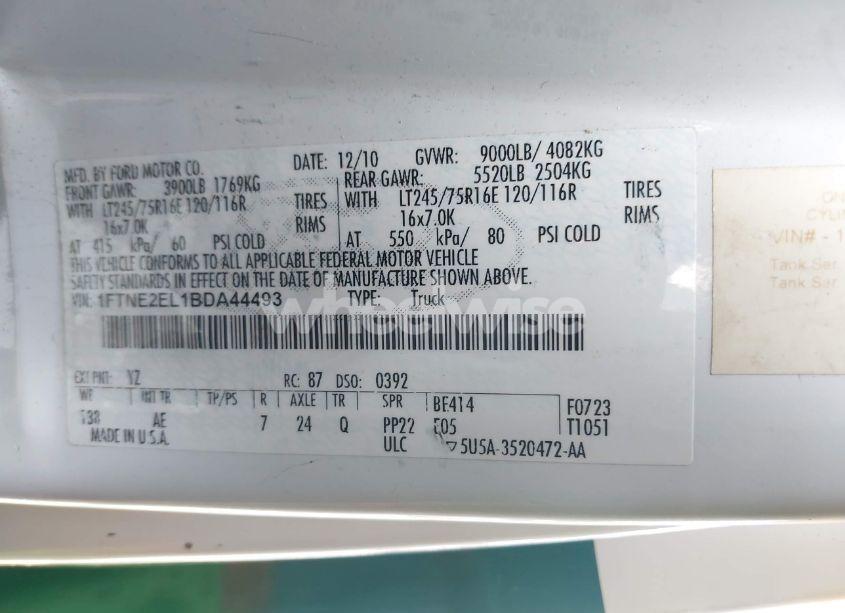 MFD. BY FORD MOTOR CO. DATE: 12/10 GVWR: 9000LB/ 4082KG
FRONT GAWR: 3900LB 1769KG REAR GAWR: 5520LB 2504KG
WITH LT245/75R16E 120/116R TIRES WITH LT245/75R16E 120/116R TIRES
16x7.0K RIMS 16x7.0K RIMS
AT 415 kPa/ 60 PSI COLD AT 550 kPa/ 80 PSI COLD
THIS VEHICLE CONFORMS TO ALL APPLICABLE FEDERAL MOTOR VEHICLE
SAFETY STANDARDS IN EFFECT ON THE DATE OF MANUFACTURE SHOWN ABOVE.
VIN: 1FTNE2EL1BDA44493 TYPE: Truck
wheelwise
EXT PNT: YZ RC: 87 DSO: 0392
WB INT TR TP/PS R AXLE TR SPR BE414 F0723
138 AE 7 24 Q PP22 E05 T1051
MADE IN U.S.A. ULC 5U5A-3520472-AA
CYLI
VIN# - 1
Tank Ser
Tank Ser